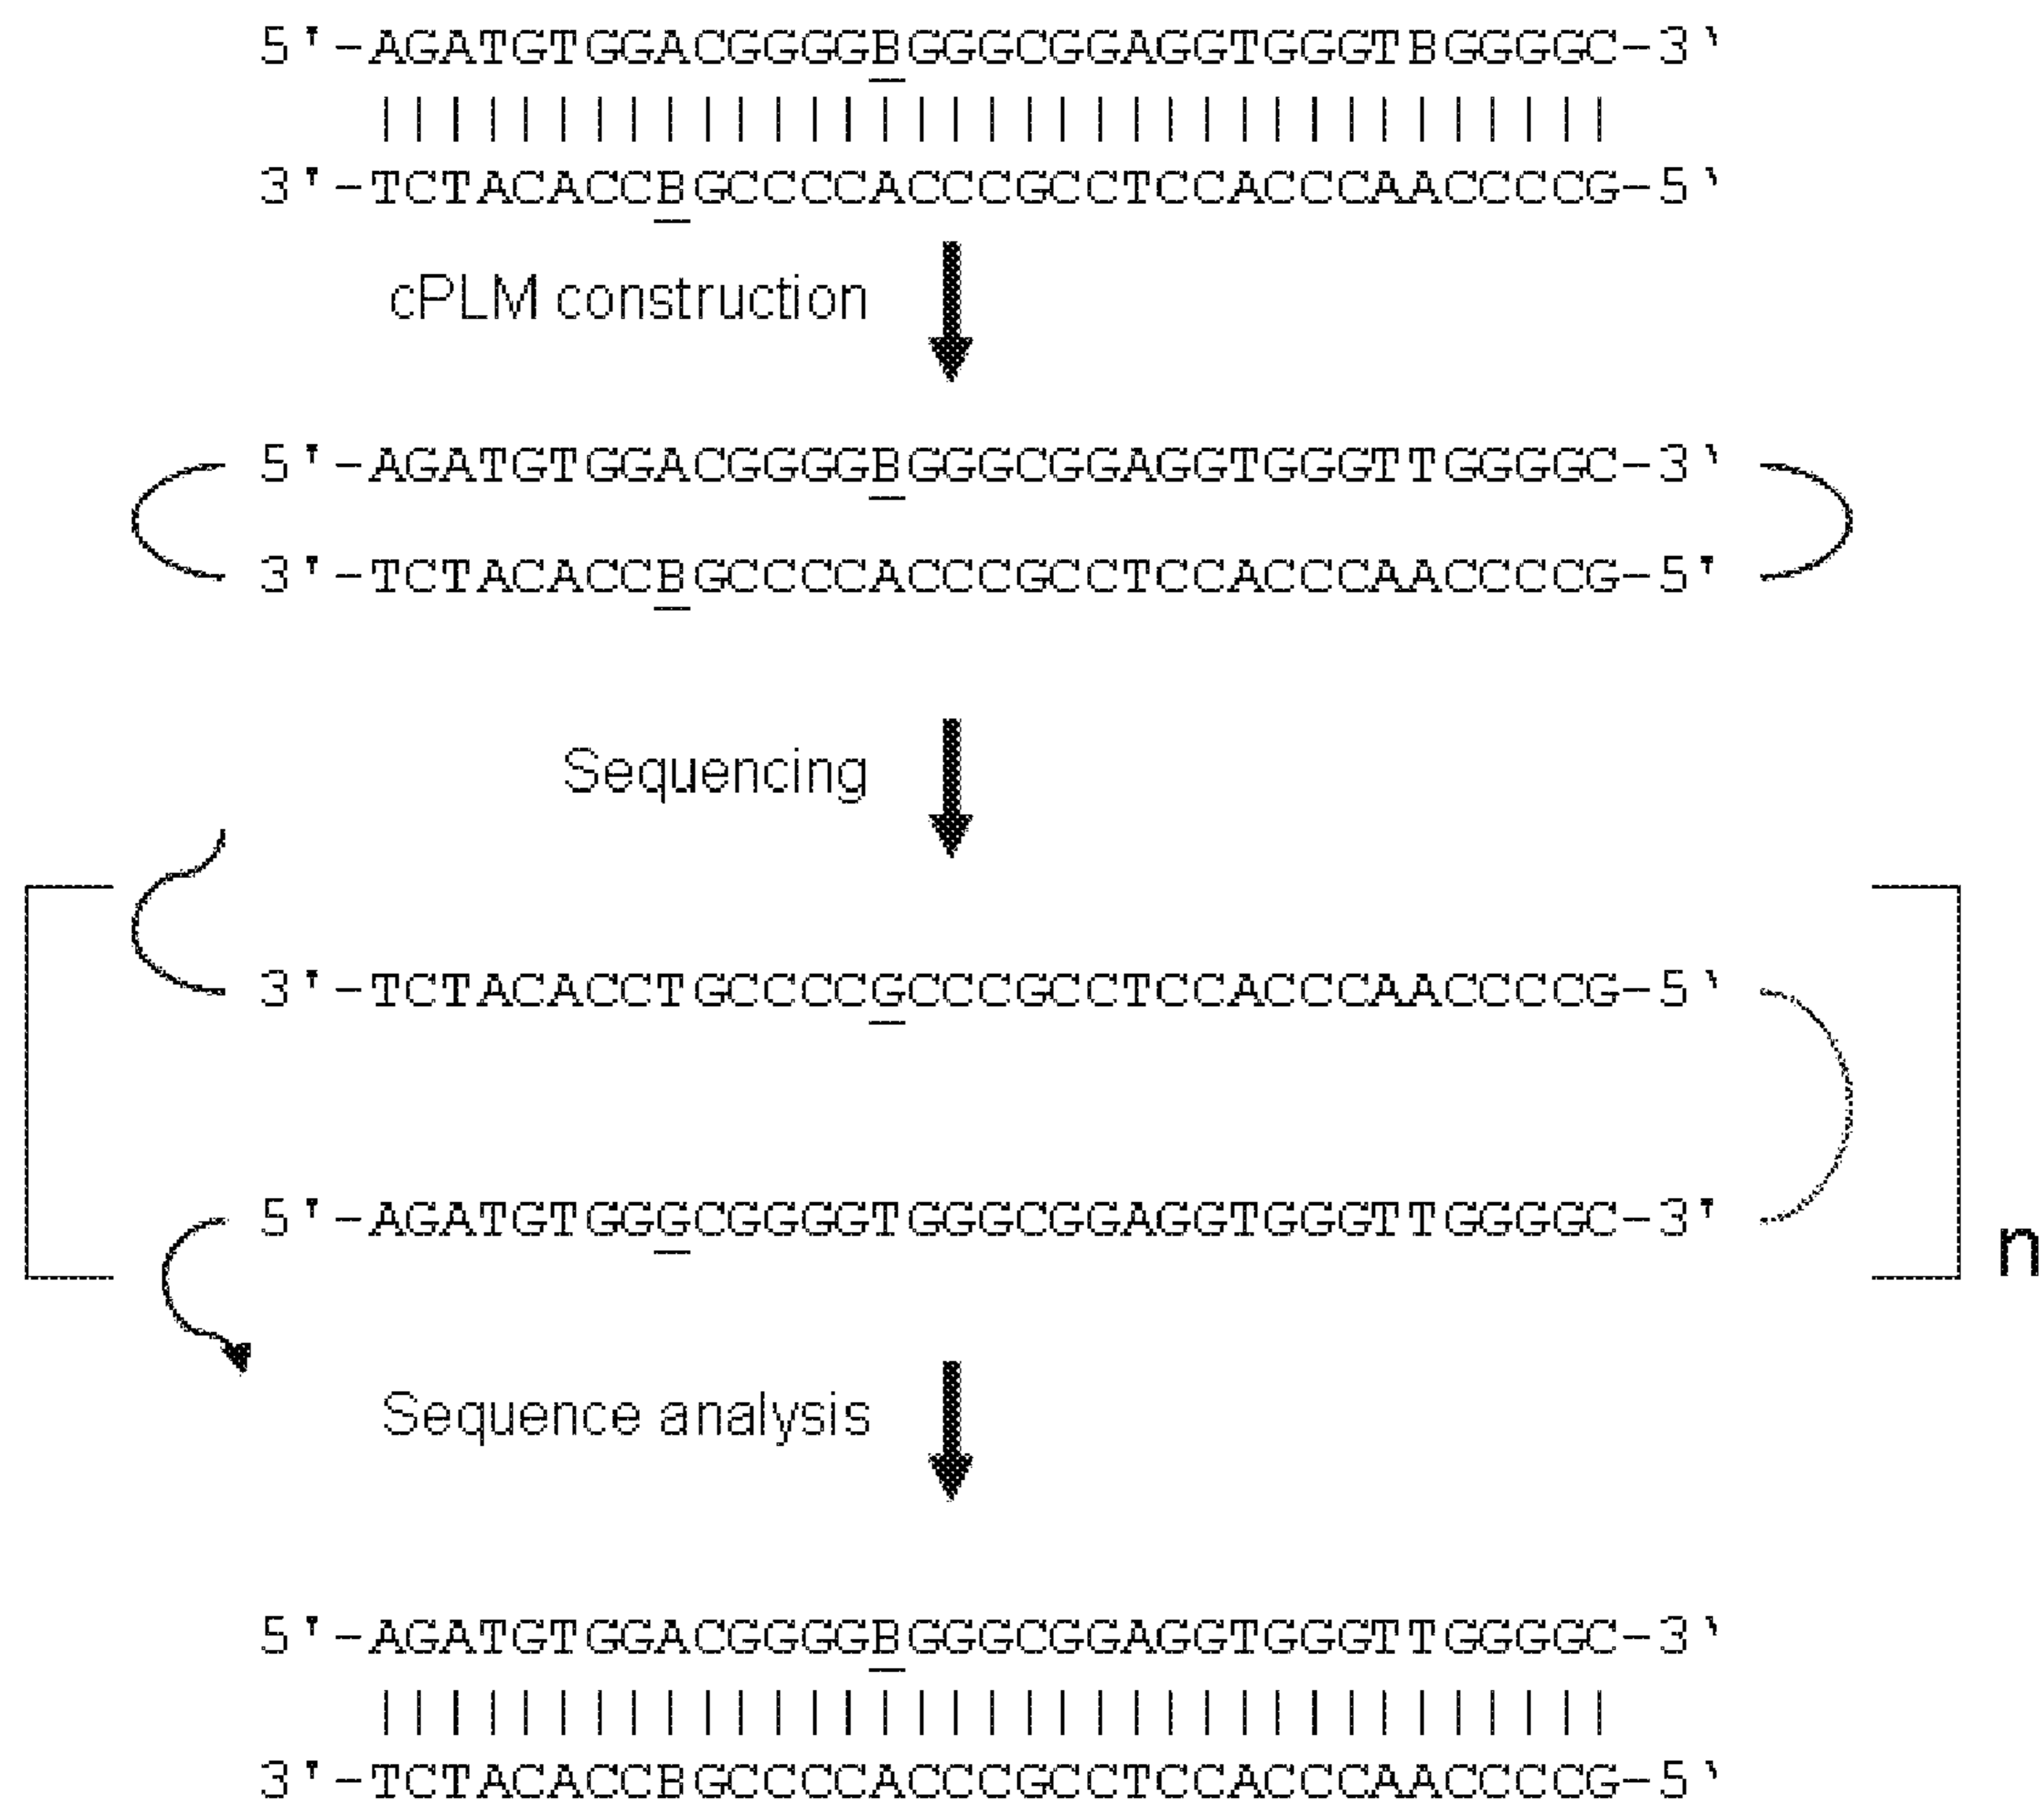 5'-AGATGTGGACGGGGBGGGCGGAGGTGGGTBGGGGC-3'
3'-TCTACACCBGCCCCACCCGCCTCCACCCAACCCCG-5'
cPLM construction
5'-AGATGTGGACGGGGBGGGCGGAGGTGGGTTGGGGC-3'
3'-TCTACACCBGCCCCACCCGCCTCCACCCAACCCCG-5'
Sequencing
3'-TCTACACCTGCCCCGCCCGCCTCCACCCAACCCCG-5'
5'-AGATGTGGGCGGGGTGGGCGGAGGTGGGTTGGGGC-3'
n
Sequence analysis
5'-AGATGTGGACGGGGBGGGCGGAGGTGGGTTGGGGC-3'
3'-TCTACACCBGCCCCACCCGCCTCCACCCAACCCCG-5'